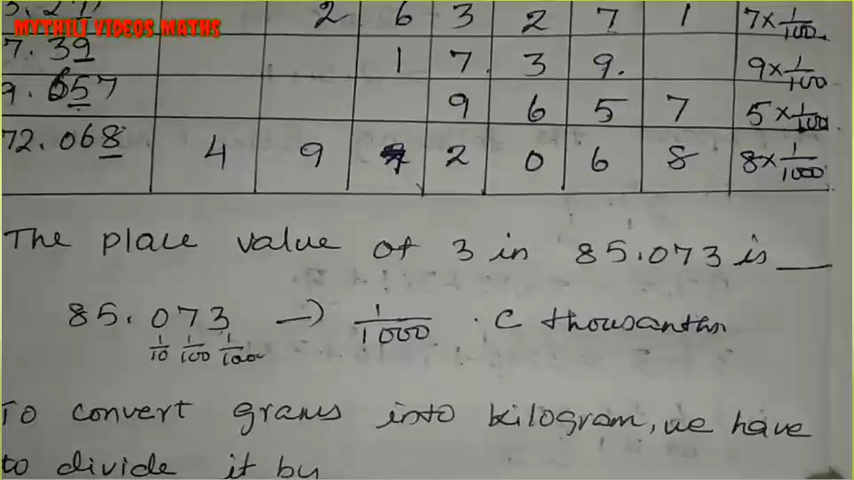 MYTHILI VIDEOS MATHS
2 6 3 2 7 1 7×1/100
7.39 1 7. 3 9. 9×1/100
9.657 9 6 5 7 5×1/100
72.068 4 9 7 2 0 6 8 8×1/1000
The place value of 3 in 85.073 is ___
85.073 → 1/1000 . C thousanths
1/10 1/100 1/1000
To convert grams into kilogram, we have
to divide it by